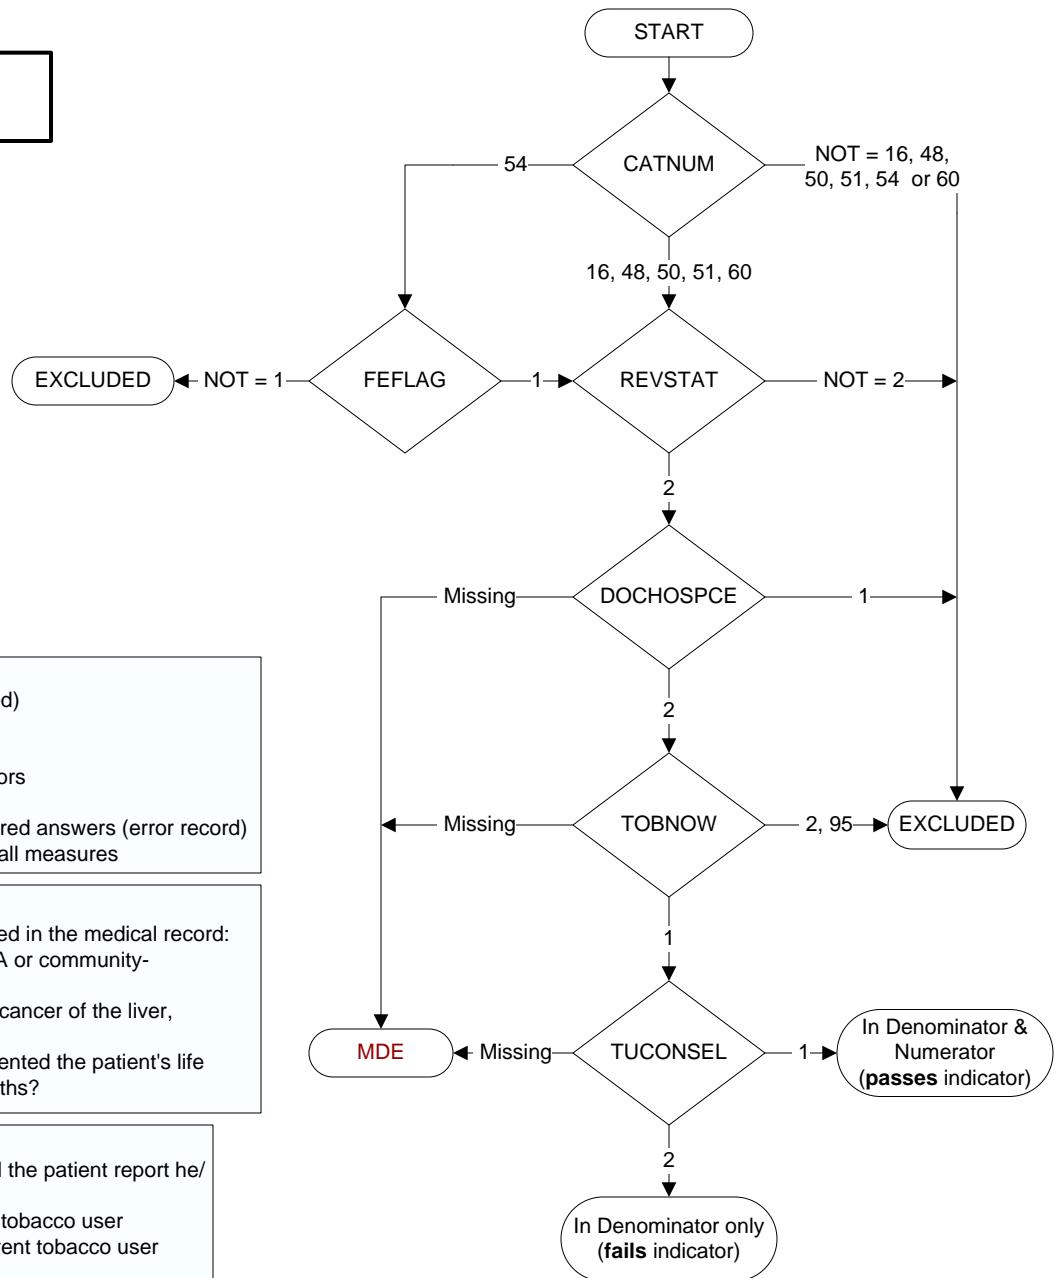 START
CATNUM
54
NOT = 16, 48,
50, 51, 54 or 60
16, 48, 50, 51, 60
EXCLUDED
NOT = 1
FEFLAG
1
REVSTAT
NOT = 2
2
Missing
DOCHOSPCE
1
2
Missing
TOBNOW
2, 95
EXCLUDED
1
MDE
Missing
TUCONSEL
1
In Denominator &
Numerator
(passes indicator)
2
In Denominator only
(fails indicator)
ed)
ors
red answers (error record)
all measures
ed in the medical record:
A or community-
cancer of the liver,
ented the patient's life
ths?
the patient report he/
tobacco user
ent tobacco user